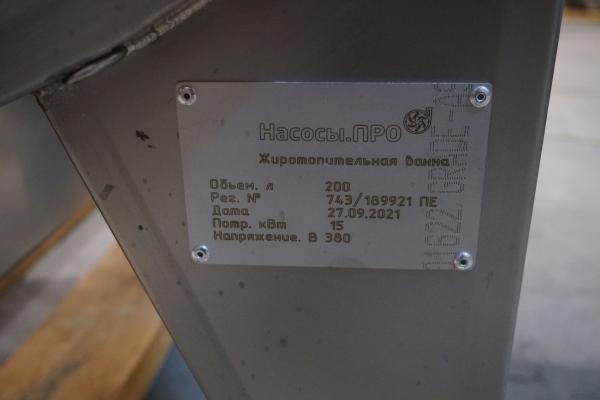 Насосы.ПРО
Жиротопительная ванна
Объем. л 200
Рег. № 743/189921 ПЕ
Дата 27.09.2021
Потр. кВт 15
Напряжение. В 380